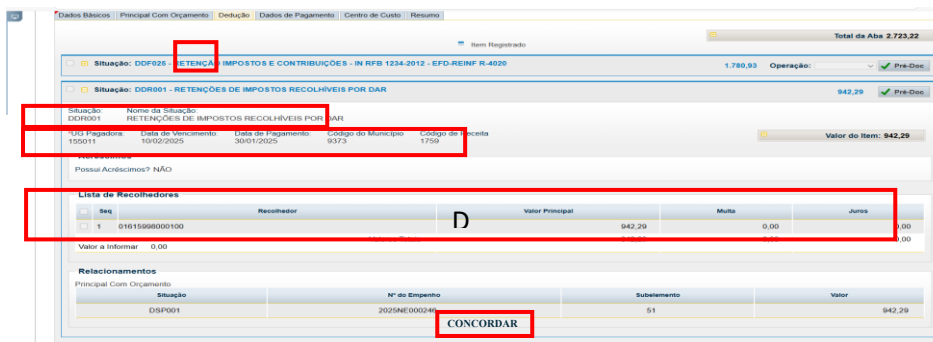 Dados Básicos Principal Com Orçamento Dedução Dados de Pagamento Centro de Custo Resumo
Total da Aba 2.723,22
Item Registrado
Situação: DDF026 - RETENÇÃO IMPOSTOS E CONTRIBUIÇÕES - IN RFB 1234-2012 - EFD-REINF R-4020 1.780,93 Operação: Pré-Doc
Situação: DDR001 - RETENÇÕES DE IMPOSTOS RECOLHÍVEIS POR DAR 942,29 Pré-Doc
Situação: Nome da Situação:
DDR001 RETENÇÕES DE IMPOSTOS RECOLHÍVEIS POR DAR
*UG Pagadora: Data de Vencimento: Data de Pagamento: Código do Município Código de Receita
155011 10/02/2025 30/01/2025 9373 1759
Valor do Item: 942,29
Possui Acréscimos? NÃO
Lista de Recolhedores
Seq Recolhedor Valor Principal Multa Juros
D
1 01615998000100 942,29 0,00 0,00
Valor a Informar 0,00
Relacionamentos
Principal Com Orçamento
Situação Nº do Empenho Subelemento Valor
DSP001 2025NE000246 51 942,29
CONCORDAR